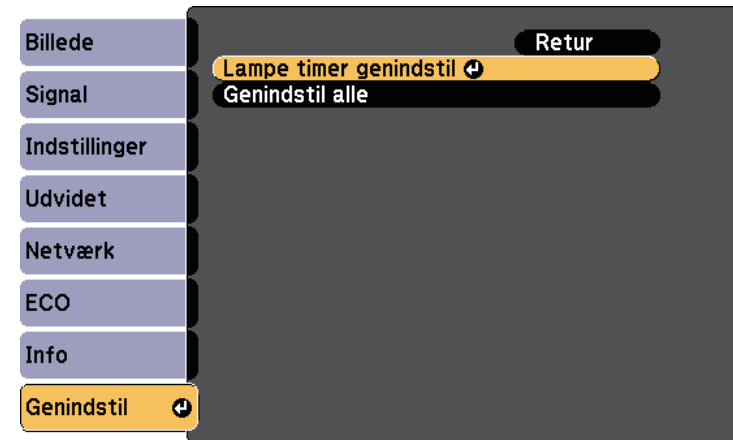 Billede
Signal
Indstillinger
Udvidet
Netværk
ECO
Info
Genindstil
Retur
Lampe timer genindstil
Genindstil alle